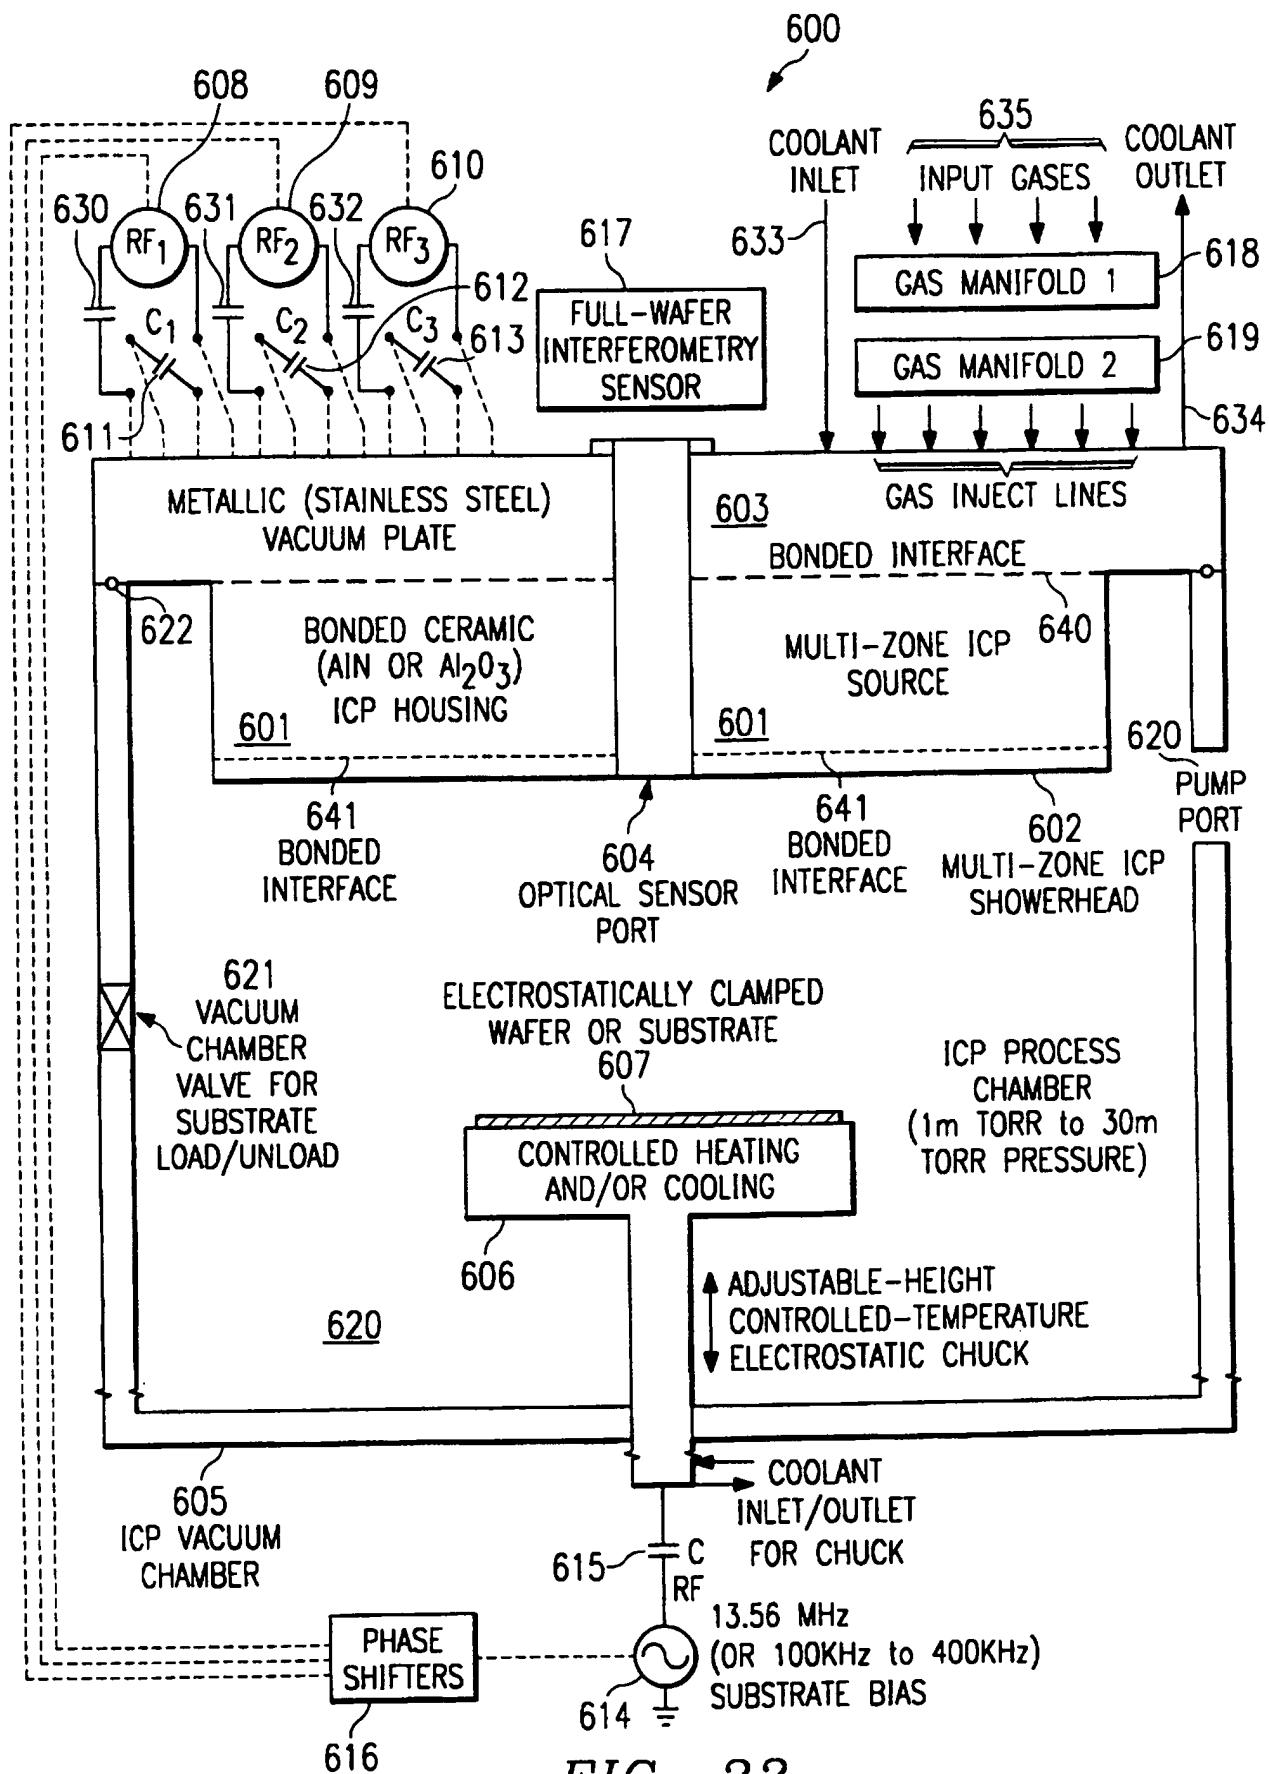 600
608
609
635
COOLANT
INLET
INPUT GASES
COOLANT
OUTLET
610
630
631
632
RF1
RF2
RF3
617
633
GAS MANIFOLD 1
618
612
C1
C2
C3
613
FULL-WAFER
INTERFEROMETRY
SENSOR
GAS MANIFOLD 2
619
611
634
METALLIC (STAINLESS STEEL)
VACUUM PLATE
603
GAS INJECT LINES
BONDED INTERFACE
622
640
BONDED CERAMIC
(AlN OR Al2O3)
ICP HOUSING
MULTI-ZONE ICP
SOURCE
601
601
620
PUMP
PORT
641
BONDED
INTERFACE
604
OPTICAL SENSOR
PORT
641
BONDED
INTERFACE
602
MULTI-ZONE ICP
SHOWERHEAD
621
VACUUM
CHAMBER
VALVE FOR
SUBSTRATE
LOAD/UNLOAD
ELECTROSTATICALLY CLAMPED
WAFER OR SUBSTRATE
607
ICP PROCESS
CHAMBER
(1m TORR to 30m
TORR PRESSURE)
CONTROLLED HEATING
AND/OR COOLING
606
620
ADJUSTABLE-HEIGHT
CONTROLLED-TEMPERATURE
ELECTROSTATIC CHUCK
605
ICP VACUUM
CHAMBER
COOLANT
INLET/OUTLET
FOR CHUCK
615
C
RF
PHASE
SHIFTERS
616
13.56 MHz
(OR 100KHz to 400KHz)
SUBSTRATE BIAS
614